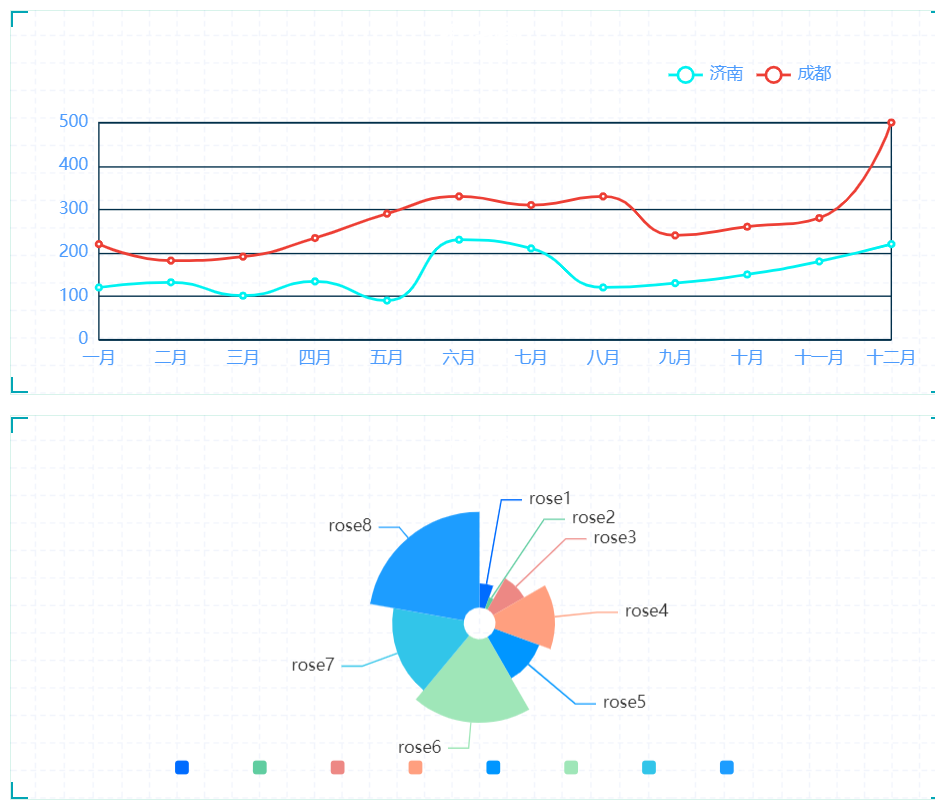 济南 成都
500
400
300
200
100
0
一月 二月 三月 四月 五月 六月 七月 八月 九月 十月 十一月 十二月
rose1
rose2
rose3
rose4
rose5
rose6
rose7
rose8